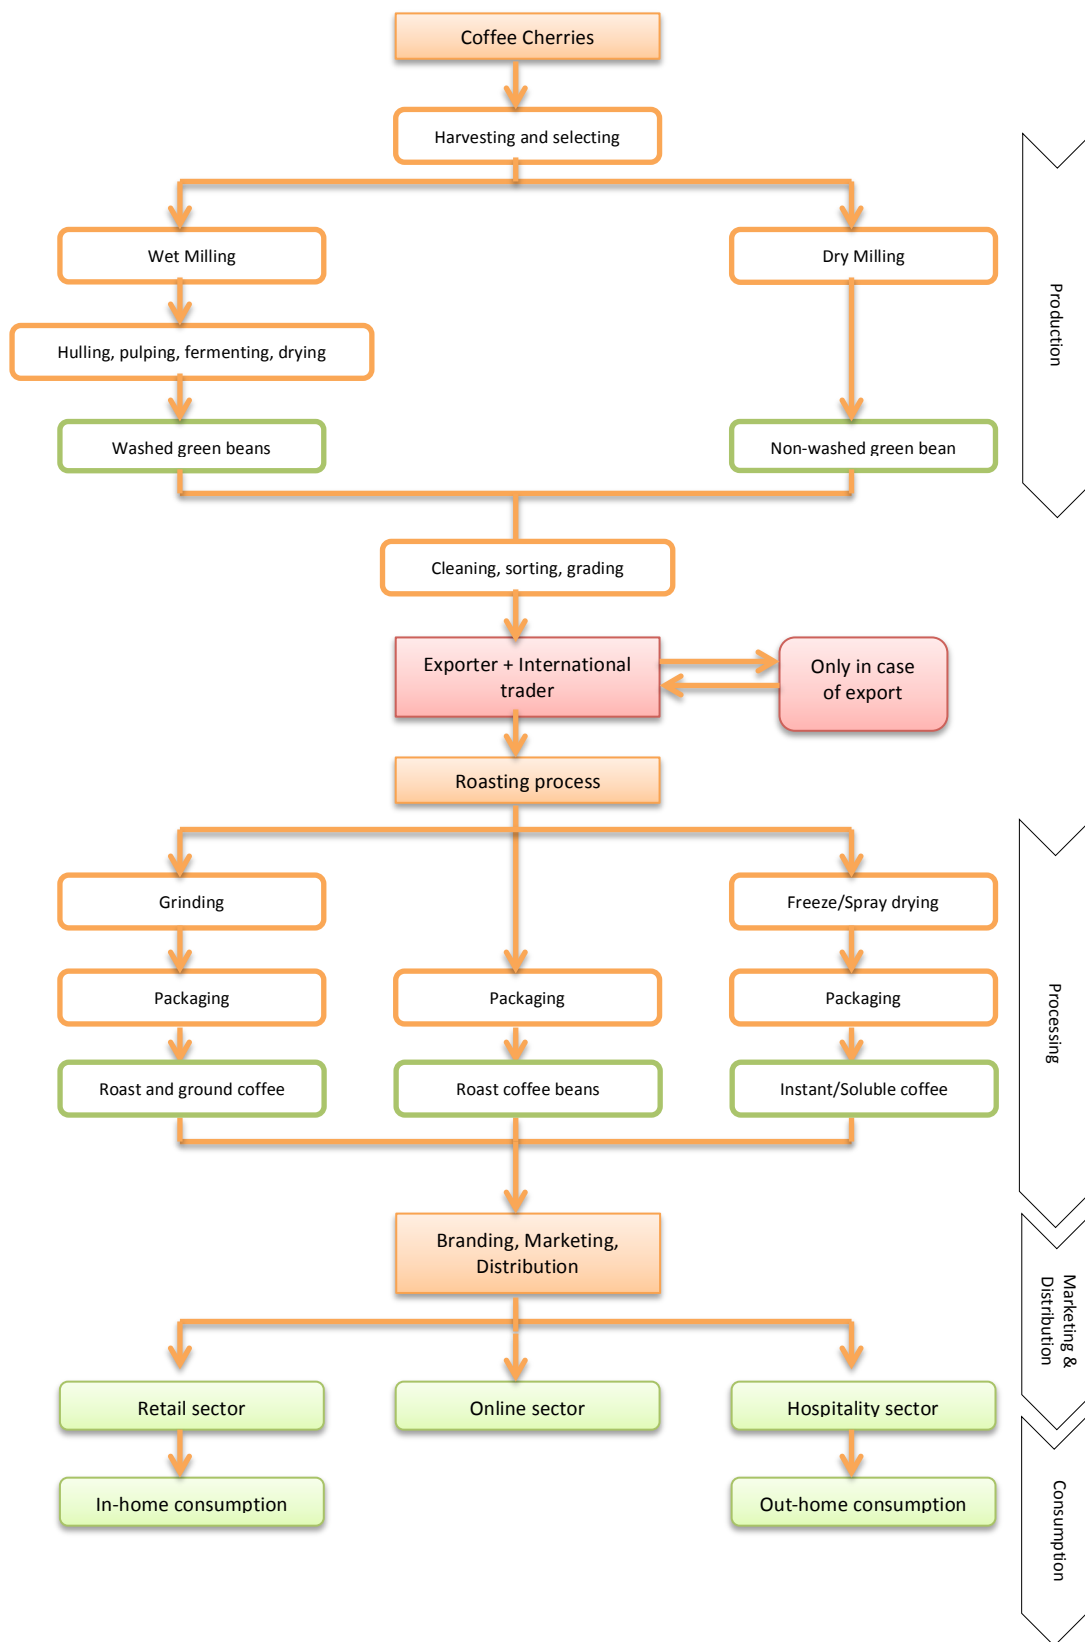 Coffee Cherries
Harvesting and selecting
Wet Milling
Dry Milling
Hulling, pulping, fermenting, drying
Washed green beans
Non-washed green bean
Production
Cleaning, sorting, grading
Exporter + International
trader
Only in case
of export
Roasting process
Grinding
Freeze/Spray drying
Packaging
Packaging
Packaging
Roast and ground coffee
Roast coffee beans
Instant/Soluble coffee
Processing
Branding, Marketing,
Distribution
Marketing &
Distribution
Retail sector
Online sector
Hospitality sector
In-home consumption
Out-home consumption
Consumption